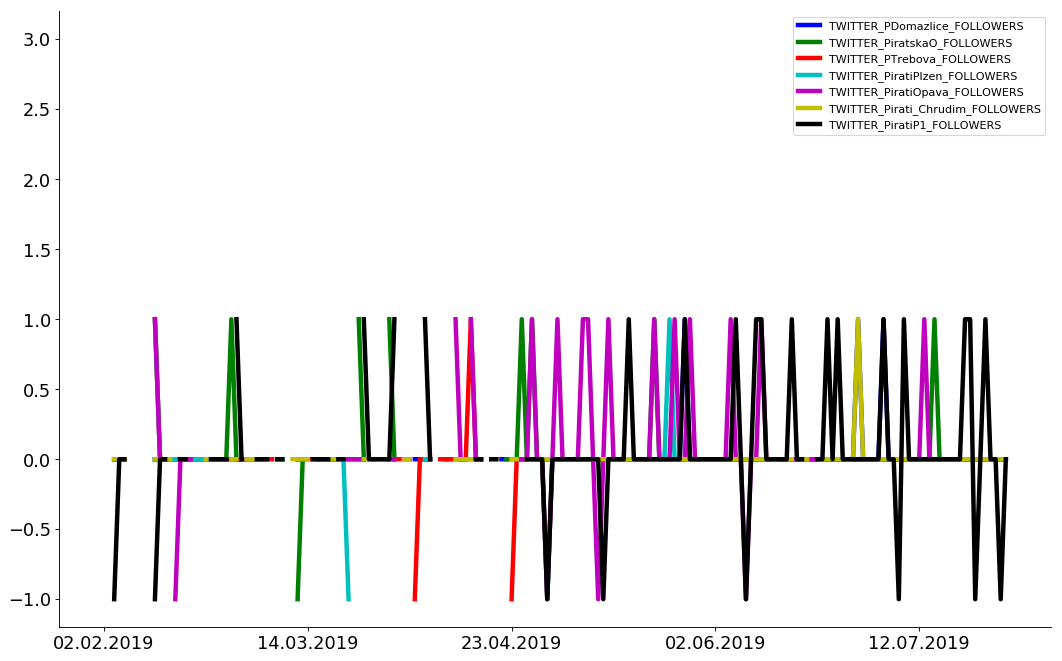 3.0
2.5
2.0
1.5
1.0
0.5
0.0
−0.5
−1.0
02.02.2019 14.03.2019 23.04.2019 02.06.2019 12.07.2019
TWITTER_PDomazlice_FOLLOWERS
TWITTER_PiratskaO_FOLLOWERS
TWITTER_PTrebova_FOLLOWERS
TWITTER_PiratiPlzen_FOLLOWERS
TWITTER_PiratiOpava_FOLLOWERS
TWITTER_Pirati_Chrudim_FOLLOWERS
TWITTER_PiratiP1_FOLLOWERS